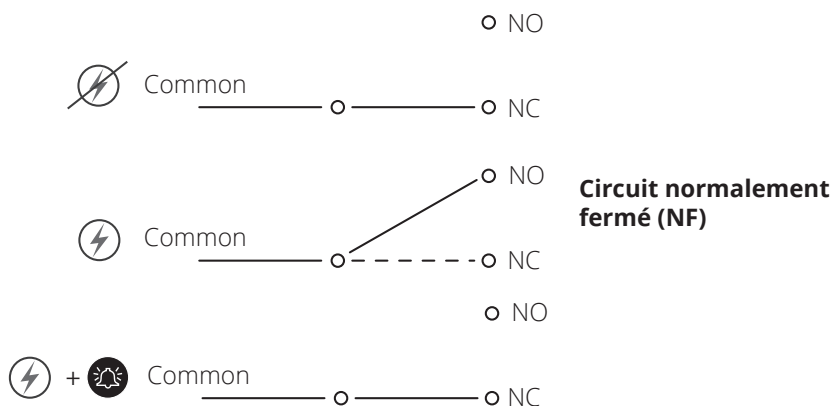 NO
Common
NC
NO
Circuit normalement
fermé (NF)
Common
NC
NO
+
Common
NC